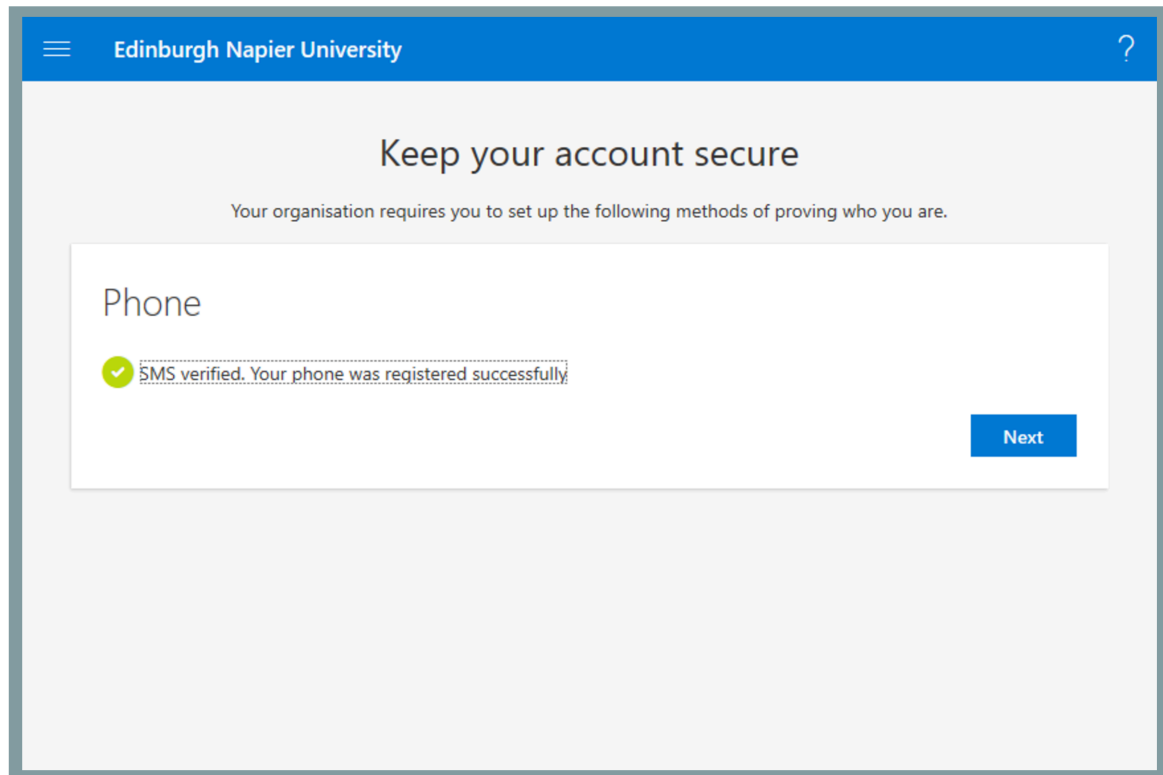 Edinburgh Napier University
?
Keep your account secure
Your organisation requires you to set up the following methods of proving who you are.
Phone
SMS verified. Your phone was registered successfully
Next